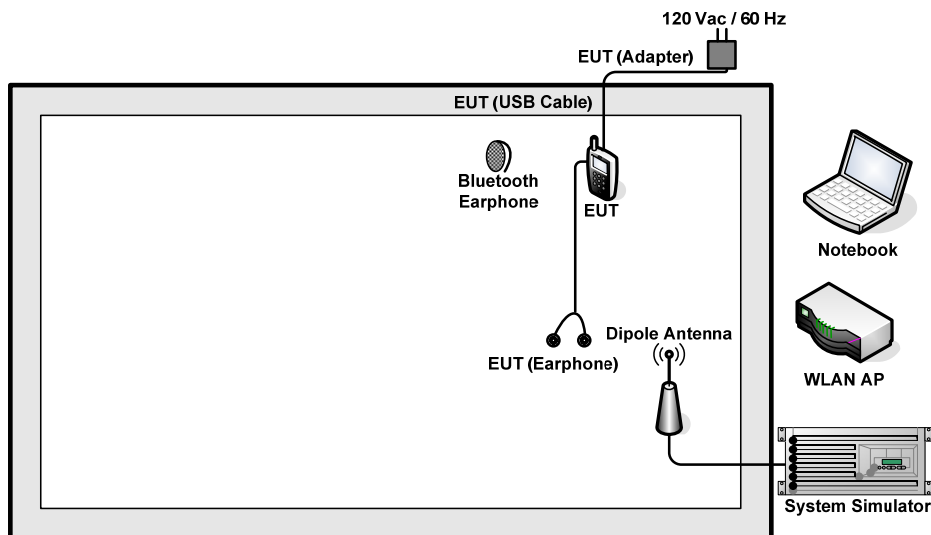 120 Vac / 60 Hz
EUT (Adapter)
EUT (USB Cable)
Bluetooth
Earphone
EUT
Notebook
Dipole Antenna
EUT (Earphone)
WLAN AP
System Simulator